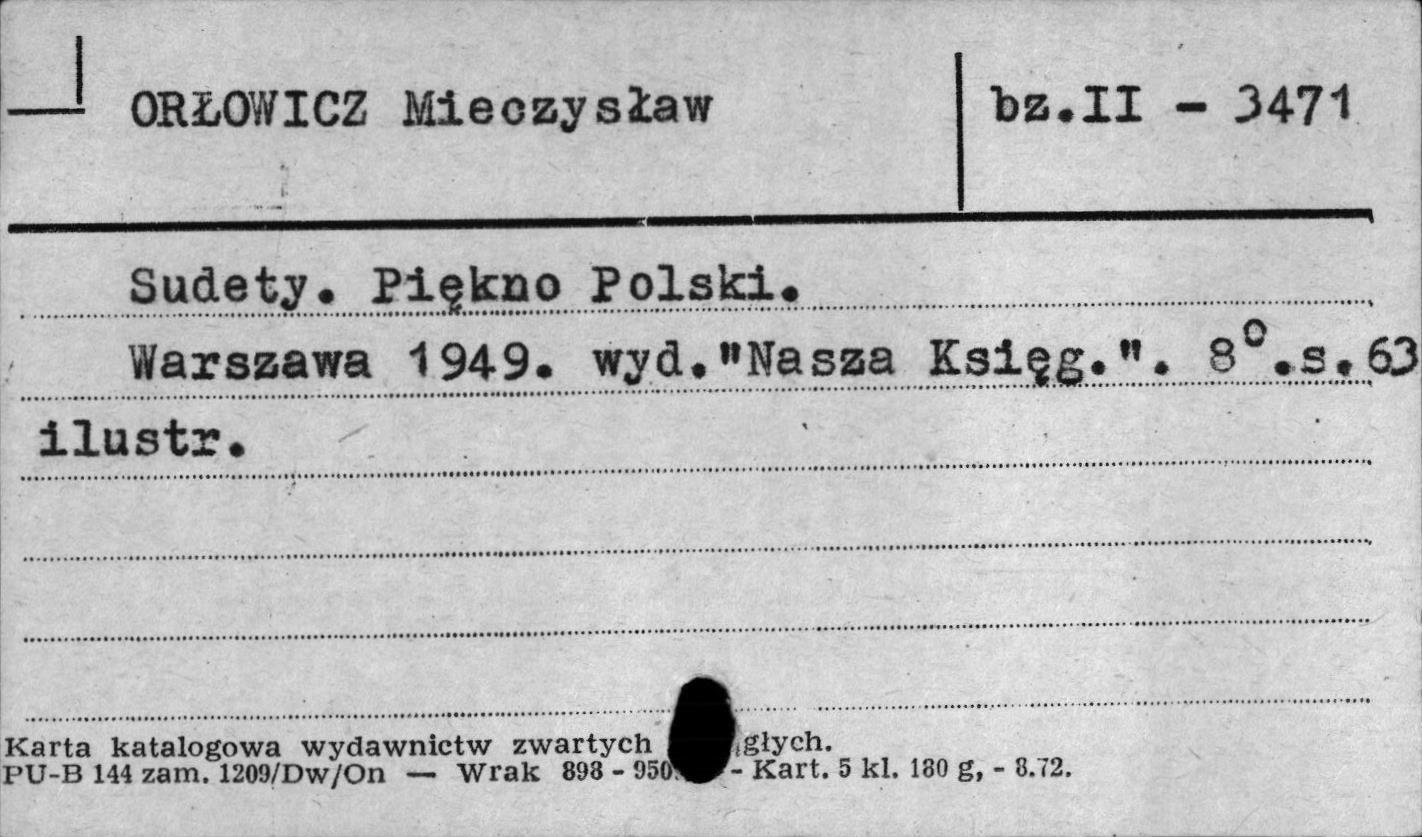 ORŁOWICZ Mieczysław
bz.II - 3471
Sudety. Piękno Polski.
Warszawa 1949. wyd."Nasza Księg.". 8°.s.63
ilustr.
Karta katalogowa wydawnictw zwartych głych.
PU-B 144 zam. 1209/Dw/On — Wrak 898 - 950 - Kart. 5 kl. 180 g, - 8.72.